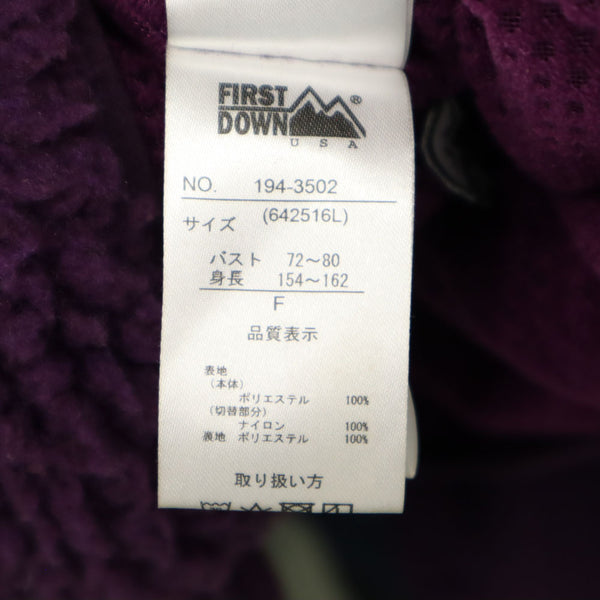 FIRST
DOWN
®
USA
NO. 194-3502
サイズ (642516L)
バスト 72～80
身長 154～162
F
品質表示
表地
(本体)
ポリエステル 100%
(切替部分)
ナイロン 100%
裏地 ポリエステル 100%
取り扱い方